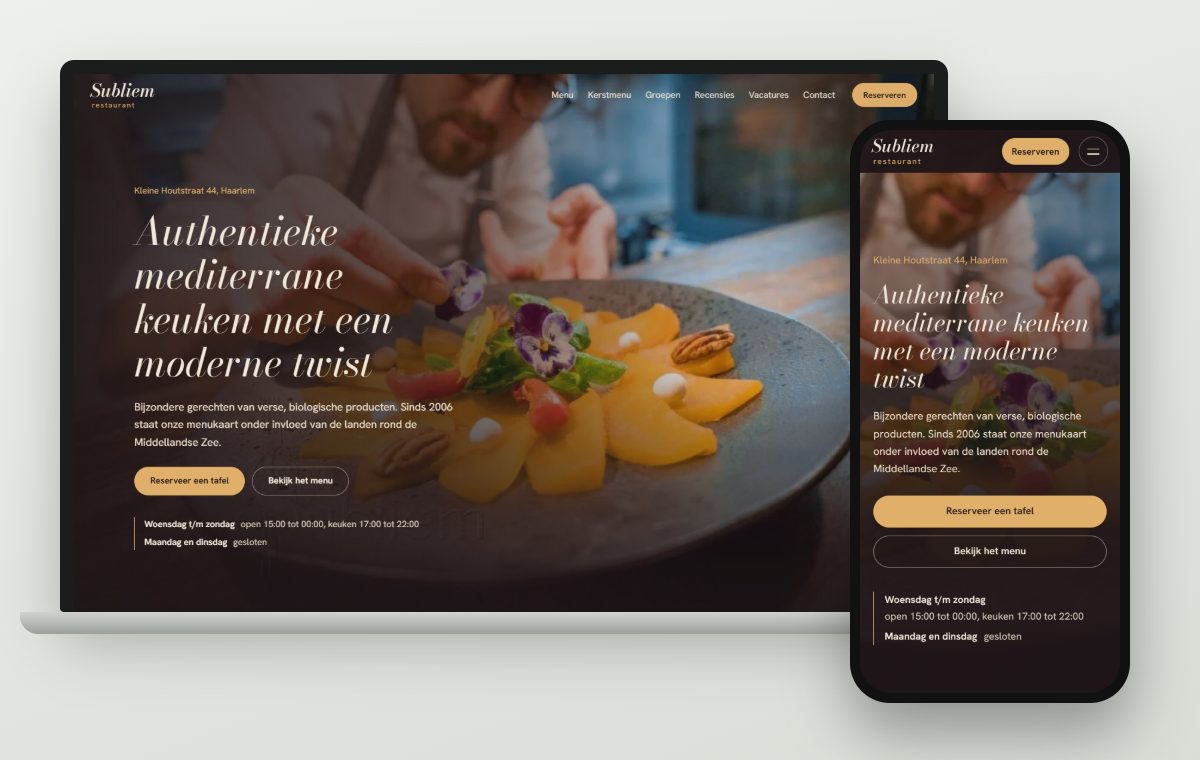 Subliem
restaurant
Menu Kerstmenu Groepen Recensies Vacatures Contact Reserveren
Kleine Houtstraat 44, Haarlem
Authentieke
mediterrane
keuken met een
moderne twist
Bijzondere gerechten van verse, biologische producten. Sinds 2006
staat onze menukaart onder invloed van de landen rond de
Middellandse Zee.
Reserveer een tafel Bekijk het menu
Woensdag t/m zondag open 15:00 tot 00:00, keuken 17:00 tot 22:00
Maandag en dinsdag gesloten
Subliem
restaurant
Reserveren
Kleine Houtstraat 44, Haarlem
Authentieke
mediterrane keuken
met een moderne
twist
Bijzondere gerechten van verse, biologische
producten. Sinds 2006 staat onze menukaart
onder invloed van de landen rond de
Middellandse Zee.
Reserveer een tafel
Bekijk het menu
Woensdag t/m zondag
open 15:00 tot 00:00, keuken 17:00 tot 22:00
Maandag en dinsdag gesloten